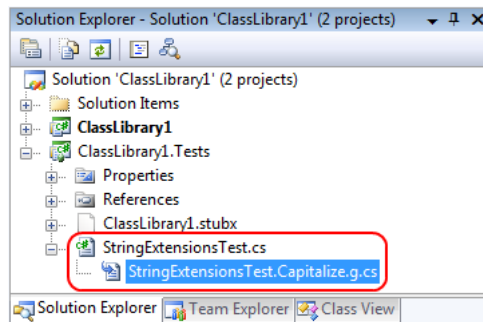 Solution Explorer - Solution 'ClassLibrary1' (2 projects)
Solution 'ClassLibrary1' (2 projects)
Solution Items
ClassLibrary1
ClassLibrary1.Tests
Properties
References
ClassLibrary1.stubx
StringExtensionsTest.cs
StringExtensionsTest.Capitalize.g.cs
Solution Explorer Team Explorer Class View